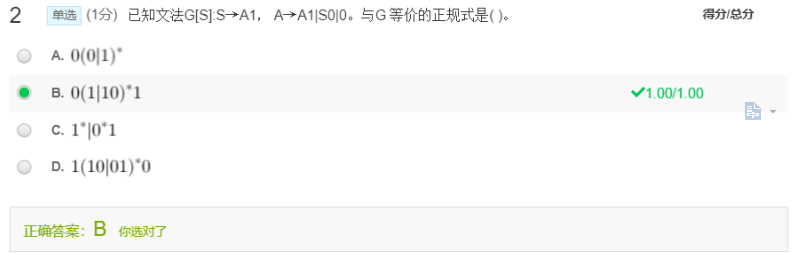 2 单选 (1分) 已知文法G[S]:S→A1, A→A1|S0|0。与G 等价的正规式是( )。 得分/总分
A. 0(0|1)*
B. 0(1|10)*1 ✓1.00/1.00
C. 1*|0*1
D. 1(10|01)*0
正确答案：B 你选对了